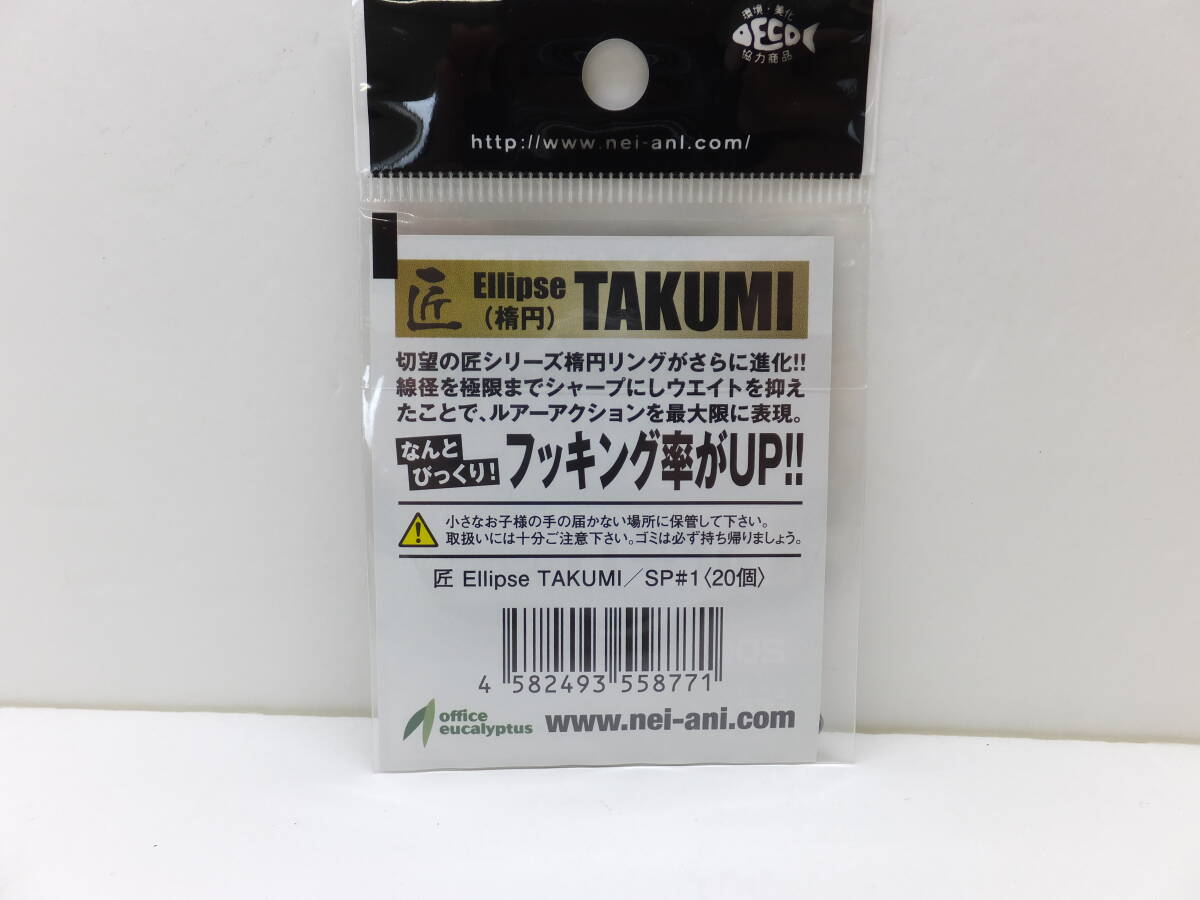 環境・美化
ECO
協力商品
http://www.nei-ani.com/
匠 Ellipse（楕円） TAKUMI
切望の匠シリーズ楕円リングがさらに進化!!
線径を極限までシャープにしウエイトを抑え
たことで、ルアーアクションを最大限に表現。
なんとびっくり! フッキング率がUP!!
小さなお子様の手の届かない場所に保管して下さい。
取扱いには十分ご注意下さい。ゴミは必ず持ち帰りましょう。
匠 Ellipse TAKUMI／SP#1〈20個〉
4 582493 558771
office
eucalyptus
www.nei-ani.com